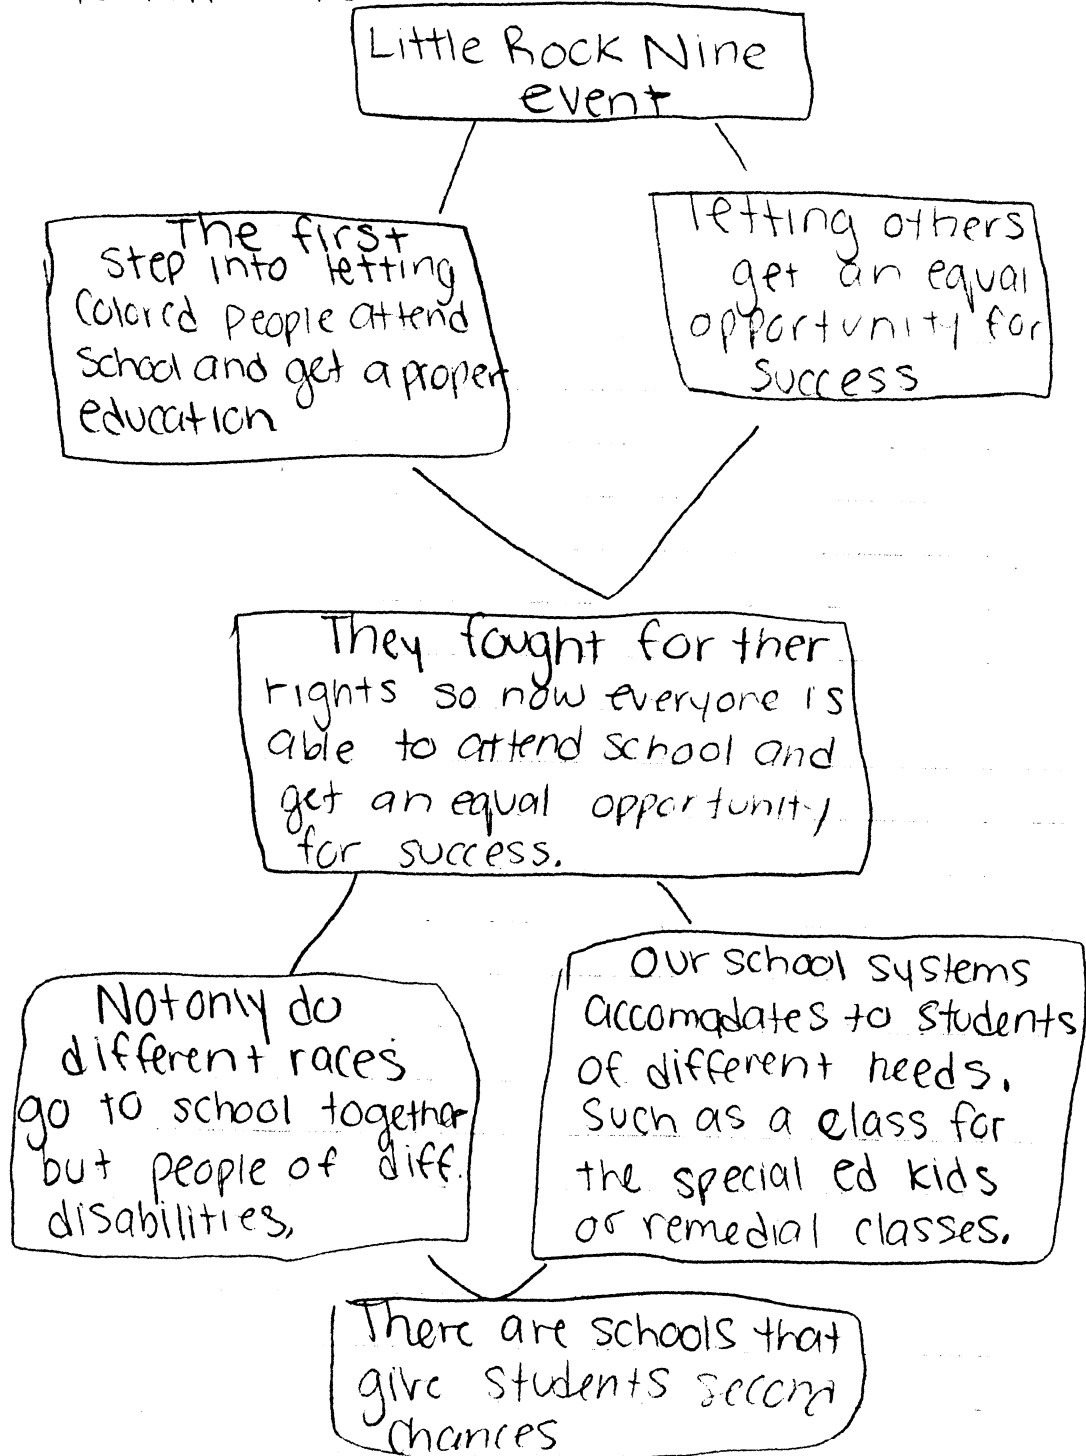 Little Rock Nine
event
The first
step into letting
Colored people attend
school and get a proper
education
letting others
get an equal
opportunity for
success
They fought for ther
rights so now everyone is
able to attend school and
get an equal opportunity
for success.
Not only do
different races
go to school together
but people of diff.
disabilities,
Our school systems
accomadates to students
of different needs.
Such as a class for
the special ed kids
or remedial classes.
There are schools that
give students second
chances